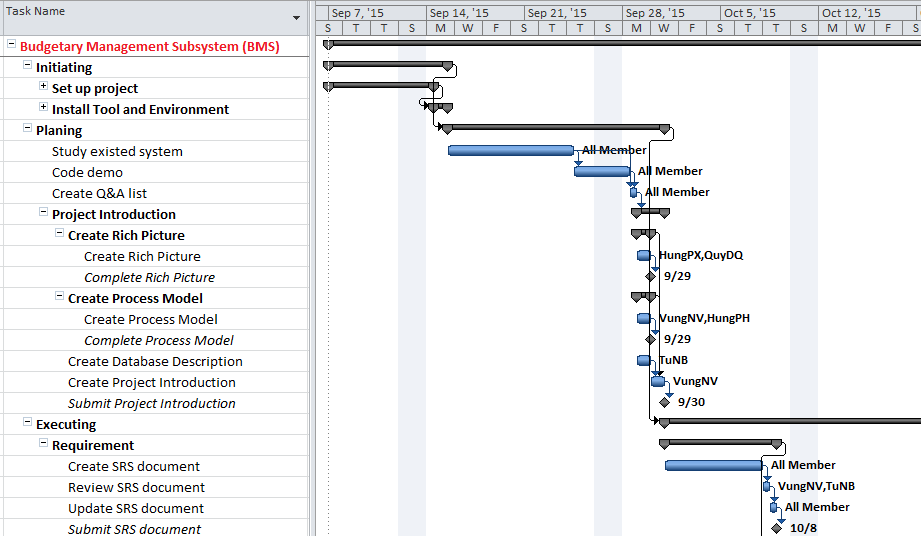 Task Name
Sep 7, '15 Sep 14, '15 Sep 21, '15 Sep 28, '15 Oct 5, '15 Oct 12, '15
S T T S M W F S T T S M W F S T T S M W F
Budgetary Management Subsystem (BMS)
Initiating
Set up project
Install Tool and Environment
Planing
Study existed system All Member
Code demo All Member
Create Q&A list All Member
Project Introduction
Create Rich Picture
Create Rich Picture HungPX,QuyDQ
Complete Rich Picture 9/29
Create Process Model
Create Process Model VungNV,HungPH
Complete Process Model 9/29
Create Database Description TuNB
Create Project Introduction VungNV
Submit Project Introduction 9/30
Executing
Requirement
Create SRS document All Member
Review SRS document VungNV,TuNB
Update SRS document All Member
Submit SRS document 10/8